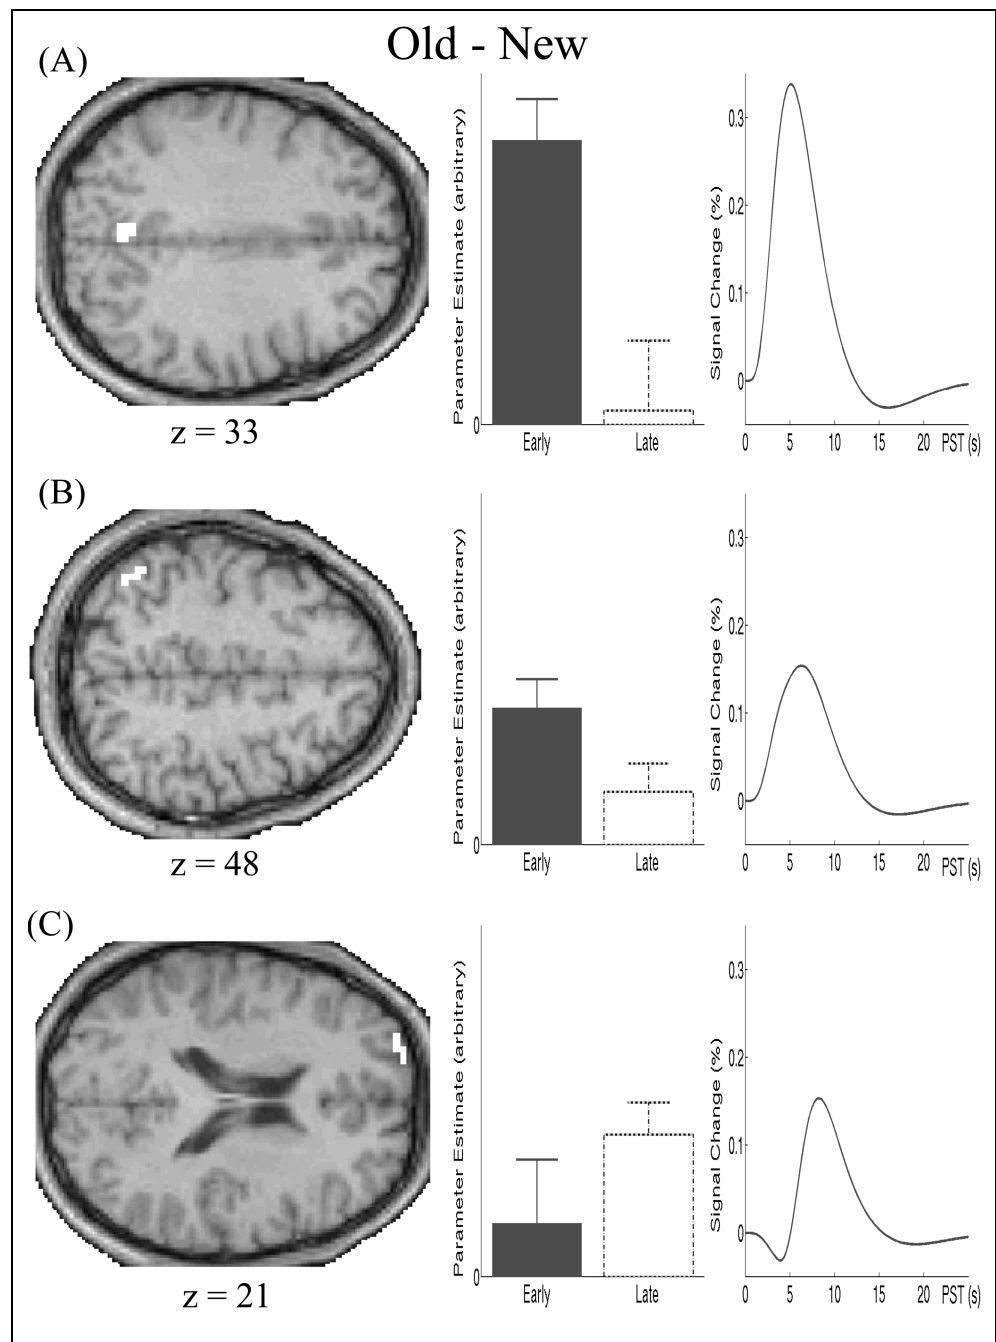 Old - New
(A)
Parameter Estimate (arbitrary)
0
Early
Late
Signal Change (%)
0.3
0.2
0.1
0
0
5
10
15
20
PST (s)
z = 33
(B)
Parameter Estimate (arbitrary)
0
Early
Late
Signal Change (%)
0.3
0.2
0.1
0
0
5
10
15
20
PST (s)
z = 48
(C)
Parameter Estimate (arbitrary)
0
Early
Late
Signal Change (%)
0.3
0.2
0.1
0
0
5
10
15
20
PST (s)
z = 21